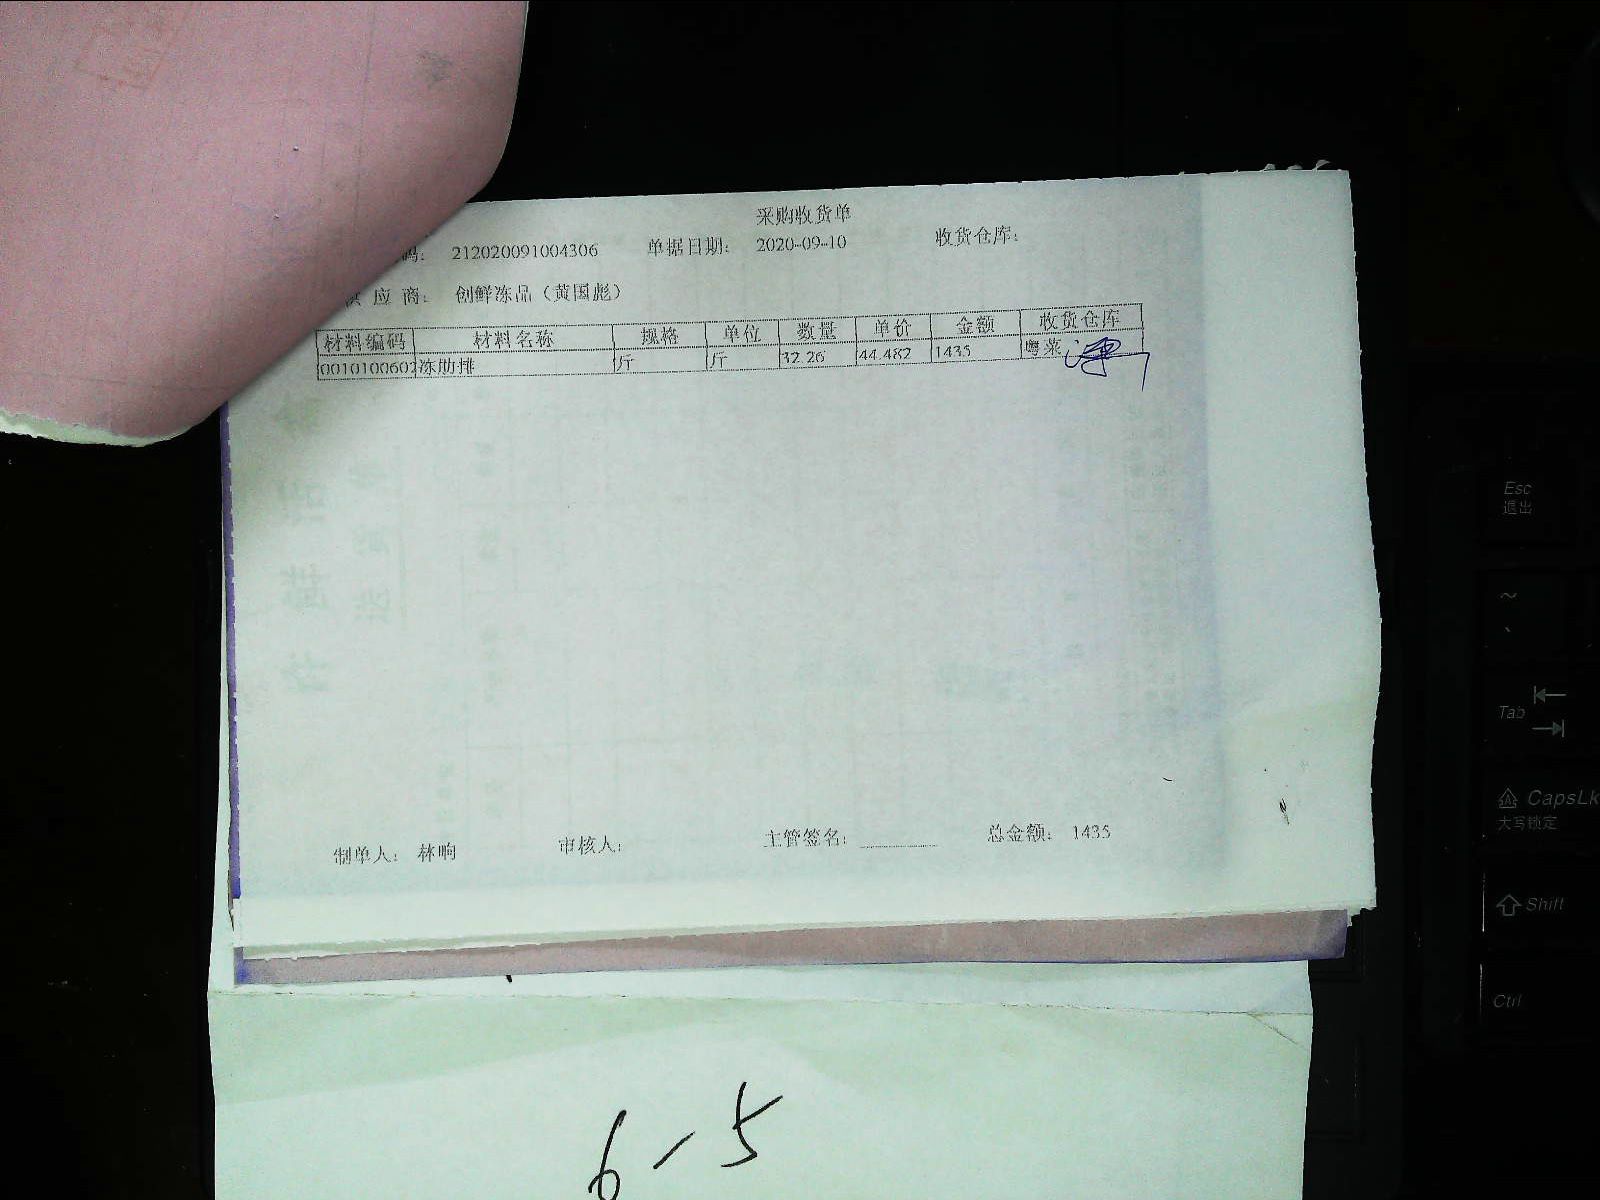 采购收货单
码: 212020091004306 单据日期: 2020-09-10 收货仓库:
供应商: 创鲜冻品（黄国彪）
材料编码 材料名称 规格 单位 数量 单价 金额 收货仓库
0010100602 冻肋排 斤 斤 32.26 44.482 1435 粤菜
制单人: 林响 审核人: 主管签名: 总金额: 1435
6-5
Esc
退出
~
Tab
CapsLk
大写锁定
Shift
Ctrl